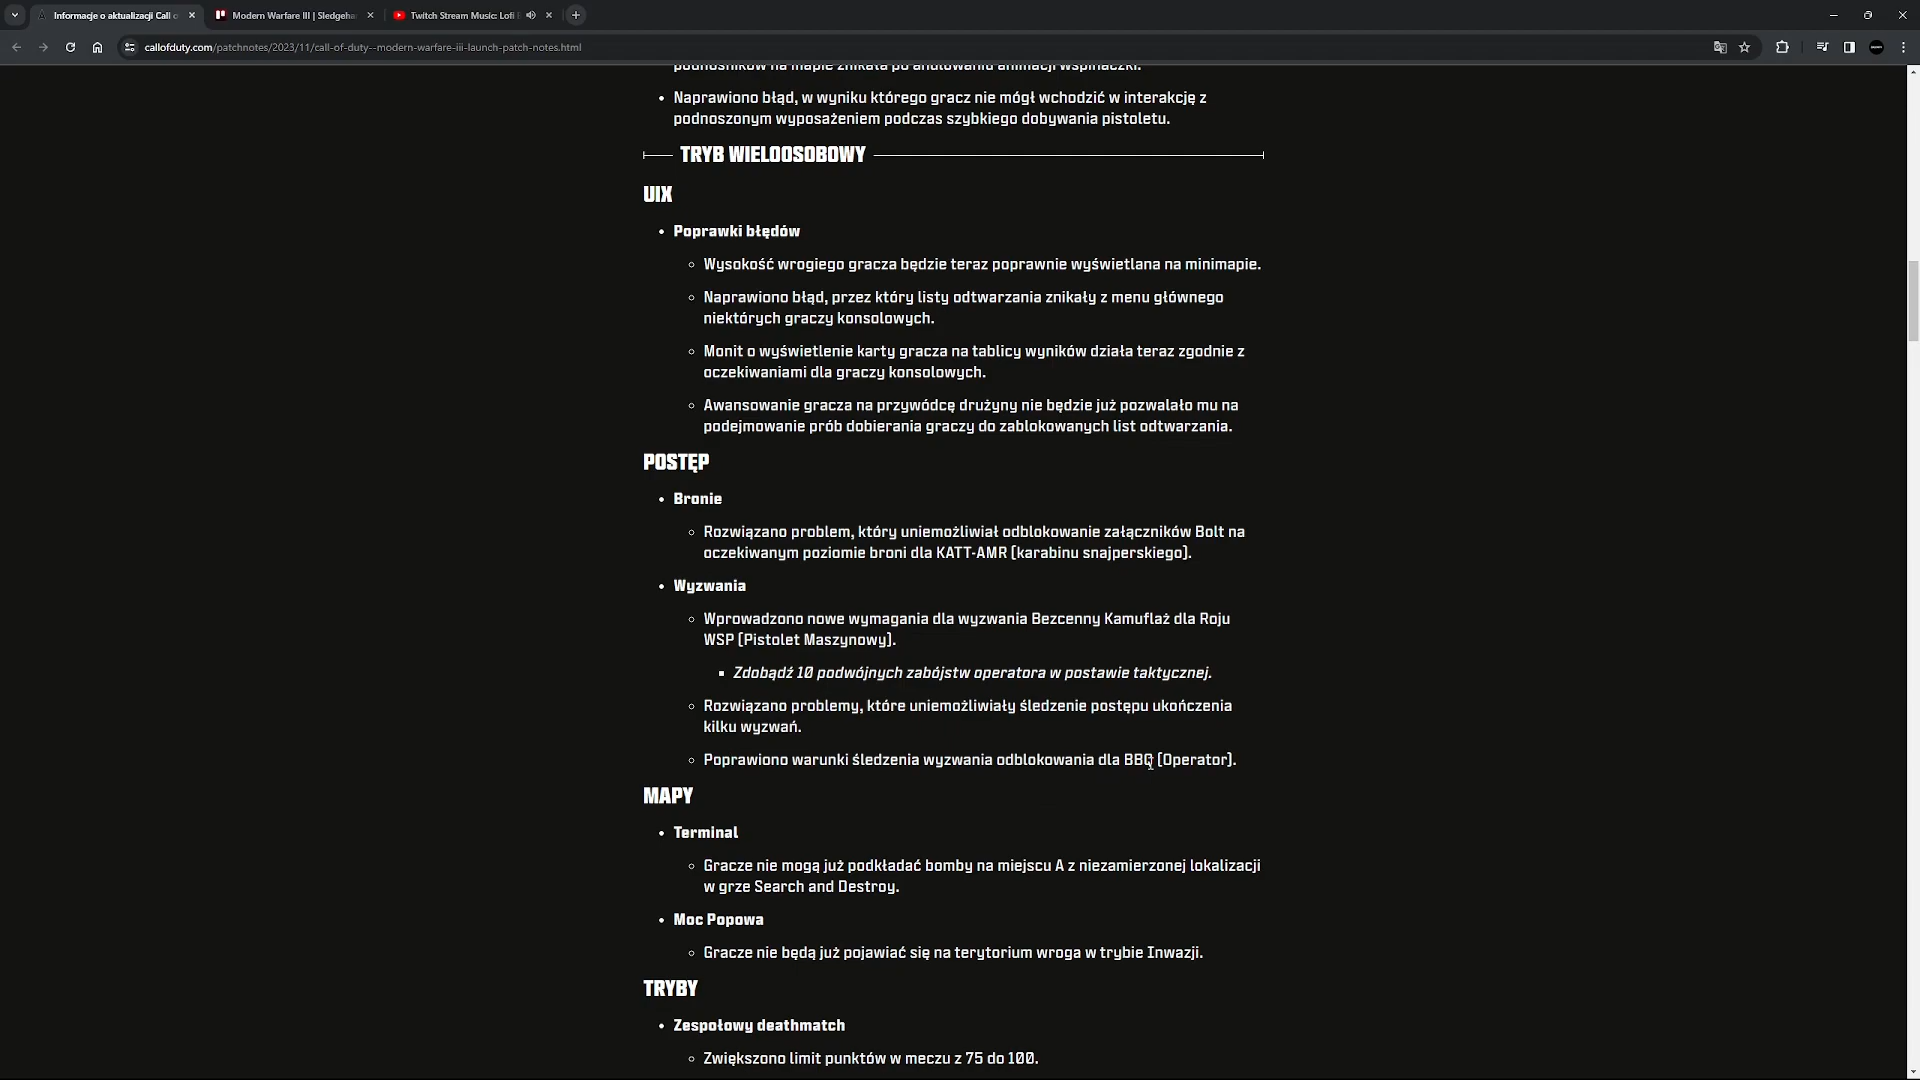 Informacje o aktualizacji Call o
Modern Warfare III | Sledgeha
Twitch Stream Music: Lofi
callofduty.com/patchnotes/2023/11/call-of-duty--modern-warfare-iii-launch-patch-notes.html
podnośników na mapie znikała po anulowaniu animacji wspinaczki.
• Naprawiono błąd, w wyniku którego gracz nie mógł wchodzić w interakcję z
podnoszonym wyposażeniem podczas szybkiego dobywania pistoletu.
TRYB WIELOOSOBOWY
UIX
• Poprawki błędów
Wysokość wrogiego gracza będzie teraz poprawnie wyświetlana na minimapie.
Naprawiono błąd, przez który listy odtwarzania znikały z menu głównego
niektórych graczy konsolowych.
Monit o wyświetlenie karty gracza na tablicy wyników działa teraz zgodnie z
oczekiwaniami dla graczy konsolowych.
Awansowanie gracza na przywódcę drużyny nie będzie już pozwalało mu na
podejmowanie prób dobierania graczy do zablokowanych list odtwarzania.
POSTĘP
• Bronie
Rozwiązano problem, który uniemożliwiał odblokowanie załączników Bolt na
oczekiwanym poziomie broni dla KATT-AMR (karabinu snajperskiego).
• Wyzwania
Wprowadzono nowe wymagania dla wyzwania Bezcenny Kamuflaż dla Roju
WSP (Pistolet Maszynowy).
Zdobądź 10 podwójnych zabójstw operatora w postawie taktycznej.
Rozwiązano problemy, które uniemożliwiały śledzenie postępu ukończenia
kilku wyzwań.
Poprawiono warunki śledzenia wyzwania odblokowania dla BBQ (Operator).
MAPY
• Terminal
Gracze nie mogą już podkładać bomby na miejscu A z niezamierzonej lokalizacji
w grze Search and Destroy.
• Moc Popowa
Gracze nie będą już pojawiać się na terytorium wroga w trybie Inwazji.
TRYBY
• Zespołowy deathmatch
Zwiększono limit punktów w meczu z 75 do 100.